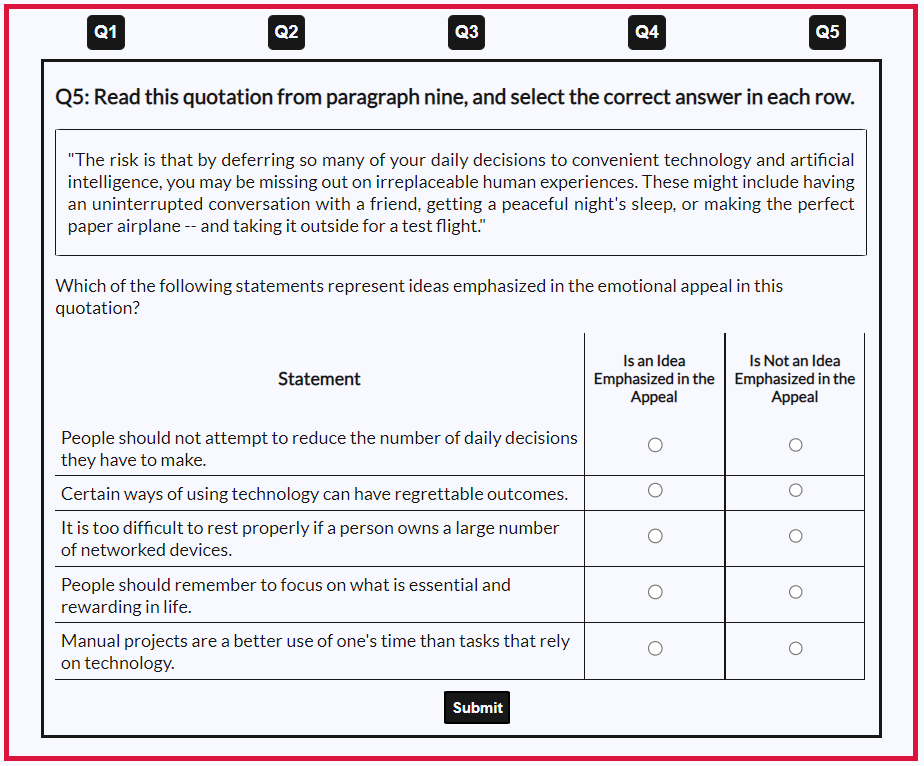 Q1 Q2 Q3 Q4 Q5
Q5: Read this quotation from paragraph nine, and select the correct answer in each row.
"The risk is that by deferring so many of your daily decisions to convenient technology and artificial
intelligence, you may be missing out on irreplaceable human experiences. These might include having
an uninterrupted conversation with a friend, getting a peaceful night's sleep, or making the perfect
paper airplane -- and taking it outside for a test flight."
Which of the following statements represent ideas emphasized in the emotional appeal in this
quotation?
Statement
Is an Idea
Emphasized in the
Appeal
Is Not an Idea
Emphasized in the
Appeal
People should not attempt to reduce the number of daily decisions
they have to make.
Certain ways of using technology can have regrettable outcomes.
It is too difficult to rest properly if a person owns a large number
of networked devices.
People should remember to focus on what is essential and
rewarding in life.
Manual projects are a better use of one's time than tasks that rely
on technology.
Submit